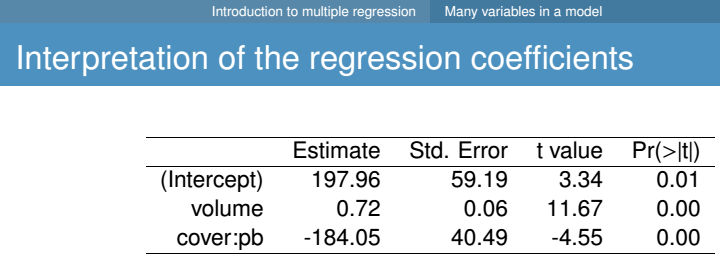 Introduction to multiple regression Many variables in a model
Interpretation of the regression coefficients
Estimate Std. Error t value Pr(>|t|)
(Intercept) 197.96 59.19 3.34 0.01
volume 0.72 0.06 11.67 0.00
cover:pb -184.05 40.49 -4.55 0.00